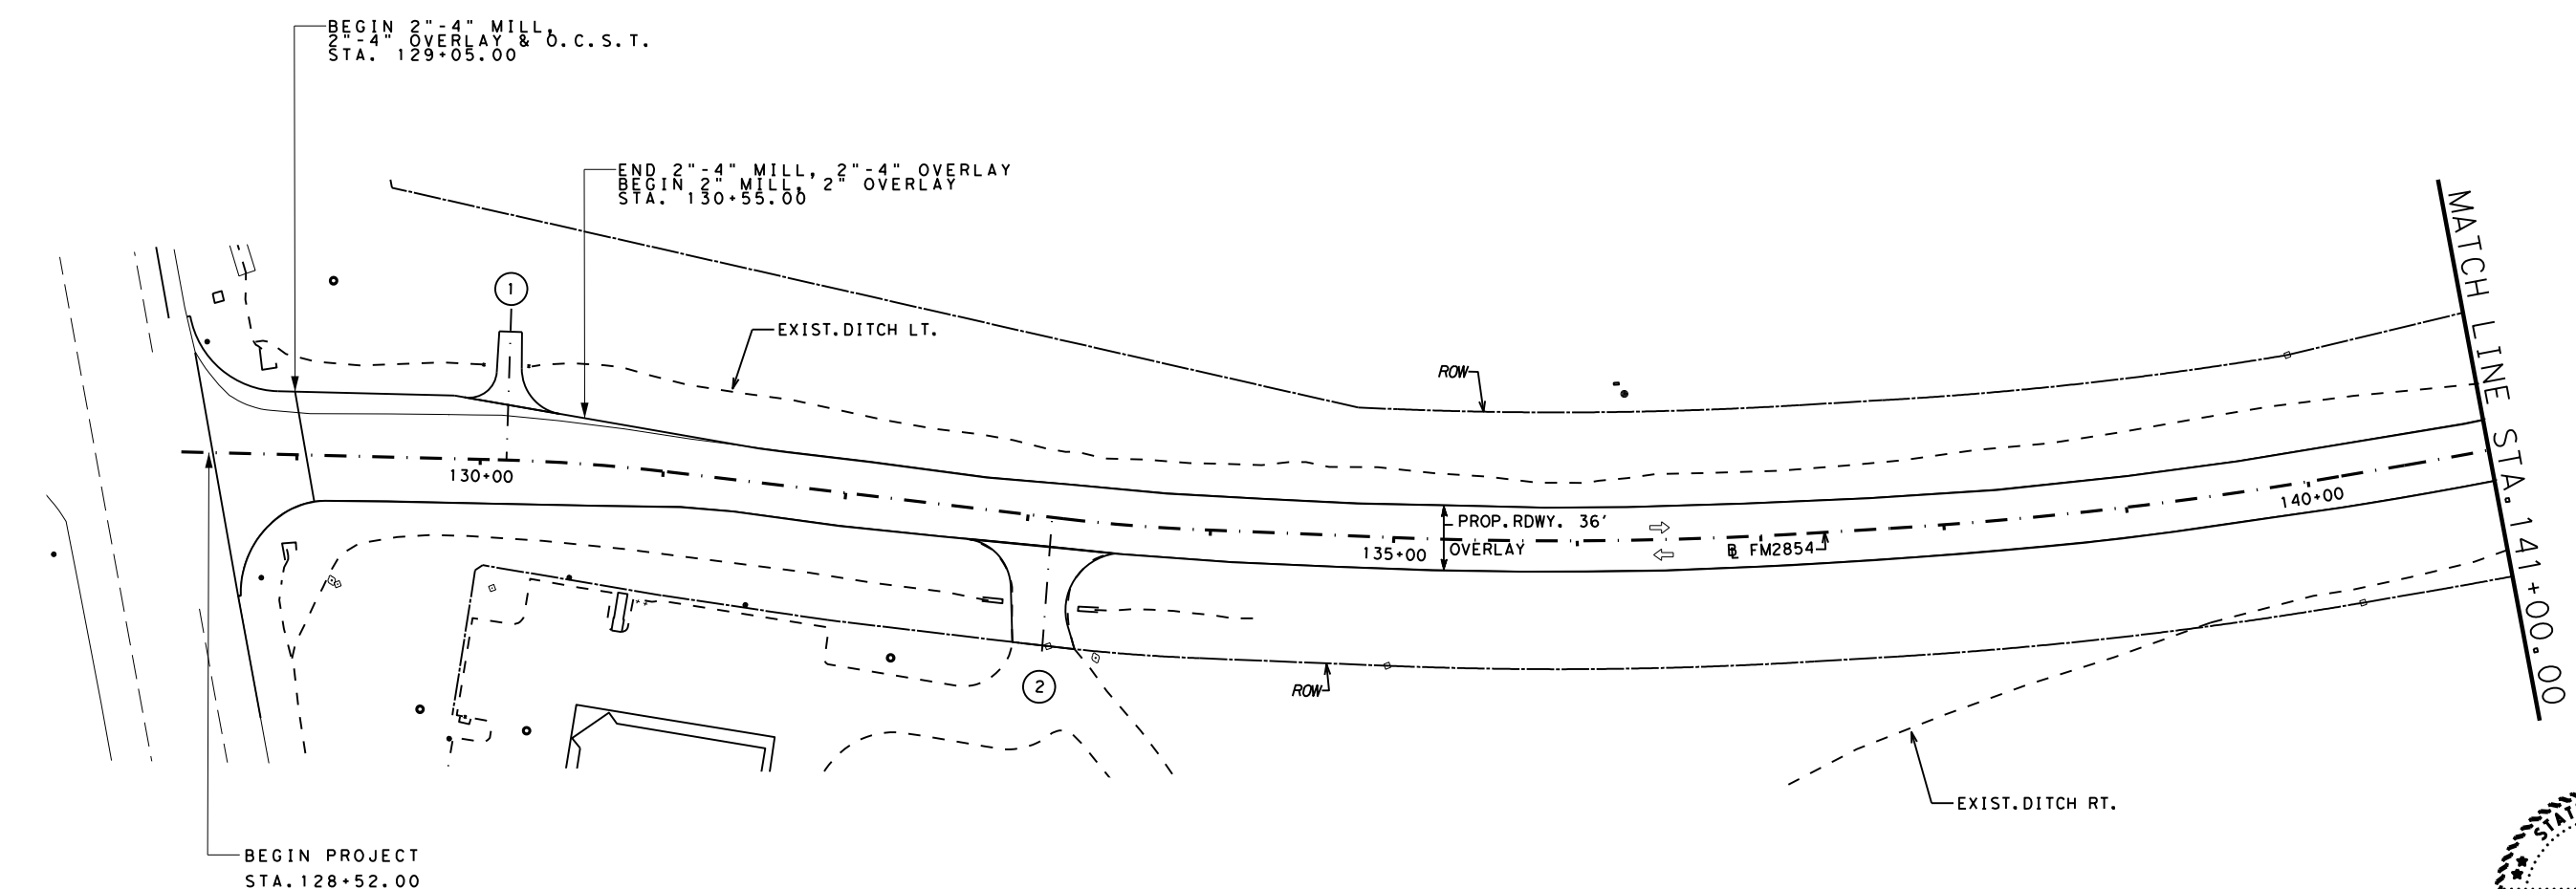 BEGIN 2"-4" MILL,
2"-4" OVERLAY & O.C.S.T.
STA. 129+05.00
END 2"-4" MILL, 2"-4" OVERLAY
BEGIN 2" MILL, 2" OVERLAY
STA. 130+55.00
1
EXIST.DITCH LT.
ROW
MATCH LINE STA.141+00.00
130+00
140+00
PROP.RDWY. 36'
135+00
OVERLAY
FM2854
2
ROW
EXIST.DITCH RT.
BEGIN PROJECT
STA.128+52.00